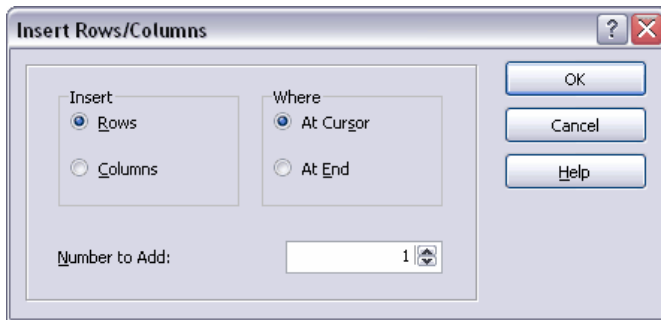 Insert Rows/Columns
?
Insert
Where
OK
Rows
At Cursor
Cancel
Columns
At End
Help
Number to Add:
1